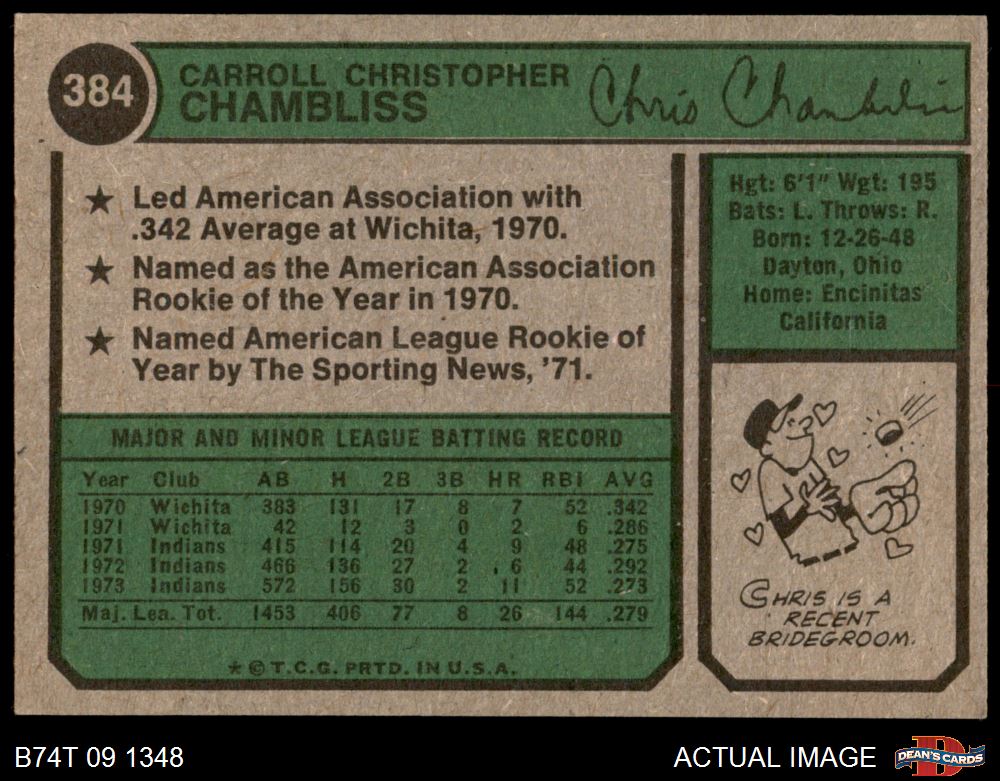 384
CARROLL CHRISTOPHER
CHAMBLISS
Chris Chambliss
★ Led American Association with
.342 Average at Wichita, 1970.
★ Named as the American Association
Rookie of the Year in 1970.
★ Named American League Rookie of
Year by The Sporting News, '71.
Hgt: 6'1" Wgt: 195
Bats: L. Throws: R.
Born: 12-26-48
Dayton, Ohio
Home: Encinitas
California
MAJOR AND MINOR LEAGUE BATTING RECORD
Year Club AB H 2B 3B HR RBI AVG
1970 Wichita 383 131 17 8 7 52 .342
1971 Wichita 42 12 3 0 2 6 .286
1971 Indians 415 114 20 4 9 48 .275
1972 Indians 466 136 27 2 6 44 .292
1973 Indians 572 156 30 2 11 52 .273
Maj. Lea. Tot. 1453 406 77 8 26 144 .279
★ © T.C.G. PRTD. IN U.S.A.
CHRIS IS A
RECENT
BRIDEGROOM.
B74T 09 1348
ACTUAL IMAGE
D
DEAN'S CARDS